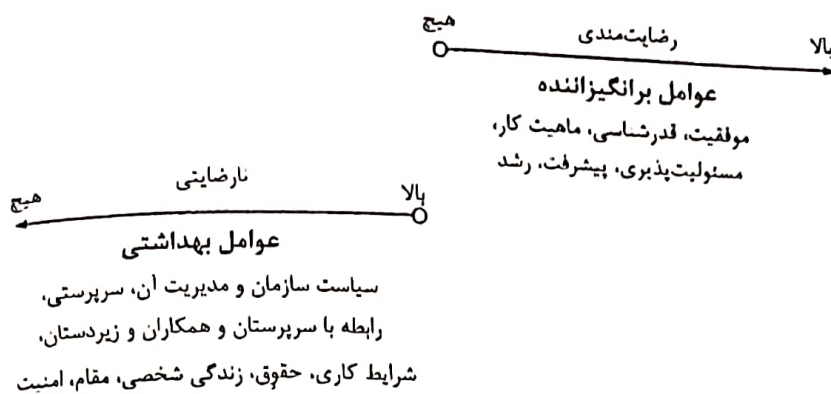 هیچ
رضایت‌مندی
بالا
عوامل برانگیزاننده
موفقیت، قدرشناسی، ماهیت کار،
مسئولیت‌پذیری، پیشرفت، رشد
بالا
نارضایتی
هیچ
عوامل بهداشتی
سیاست سازمان و مدیریت آن، سرپرستی،
رابطه با سرپرستان و همکاران و زیردستان،
شرایط کاری، حقوق، زندگی شخصی، مقام، امنیت